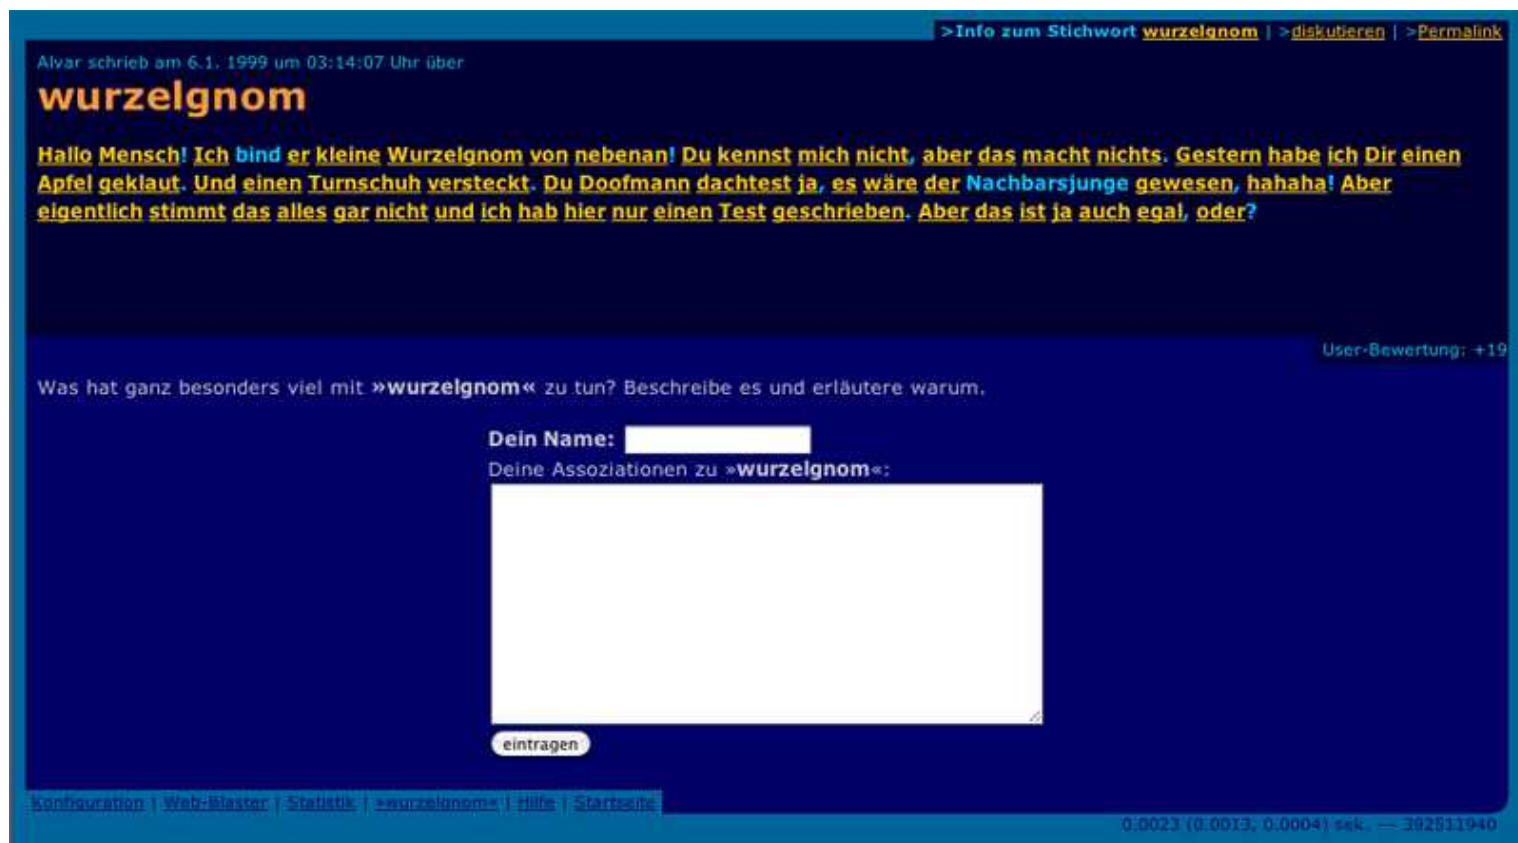 >Info zum Stichwort wurzelgnom | >diskutieren | >Permalink
Alvar schrieb am 6.1. 1999 um 03:14:07 Uhr über
wurzelgnom
Hallo Mensch! Ich bind er kleine Wurzelgnom von nebenan! Du kennst mich nicht, aber das macht nichts. Gestern habe ich Dir einen
Apfel geklaut. Und einen Turnschuh versteckt. Du Doofmann dachtest ja, es wäre der Nachbarsjunge gewesen, hahaha! Aber
eigentlich stimmt das alles gar nicht und ich hab hier nur einen Test geschrieben. Aber das ist ja auch egal, oder?
User-Bewertung: +19
Was hat ganz besonders viel mit »wurzelgnom« zu tun? Beschreibe es und erläutere warum.
Dein Name:
Deine Assoziationen zu »wurzelgnom«:
eintragen
Konfiguration | Web-Blaster | Statistik | »wurzelgnom« | Hilfe | Startseite
0.0023 (0.0013, 0.0004) sek. — 392511940